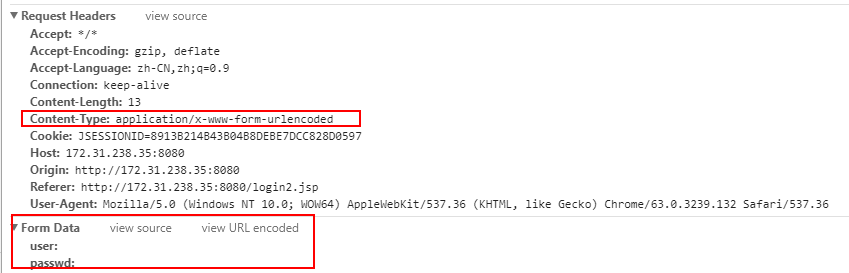 Request Headers view source
Accept: */*
Accept-Encoding: gzip, deflate
Accept-Language: zh-CN,zh;q=0.9
Connection: keep-alive
Content-Length: 13
Content-Type: application/x-www-form-urlencoded
Cookie: JSESSIONID=8913B214B43B04B8DEBE7DCC828D0597
Host: 172.31.238.35:8080
Origin: http://172.31.238.35:8080
Referer: http://172.31.238.35:8080/login2.jsp
User-Agent: Mozilla/5.0 (Windows NT 10.0; WOW64) AppleWebKit/537.36 (KHTML, like Gecko) Chrome/63.0.3239.132 Safari/537.36
Form Data view source view URL encoded
user:
passwd: